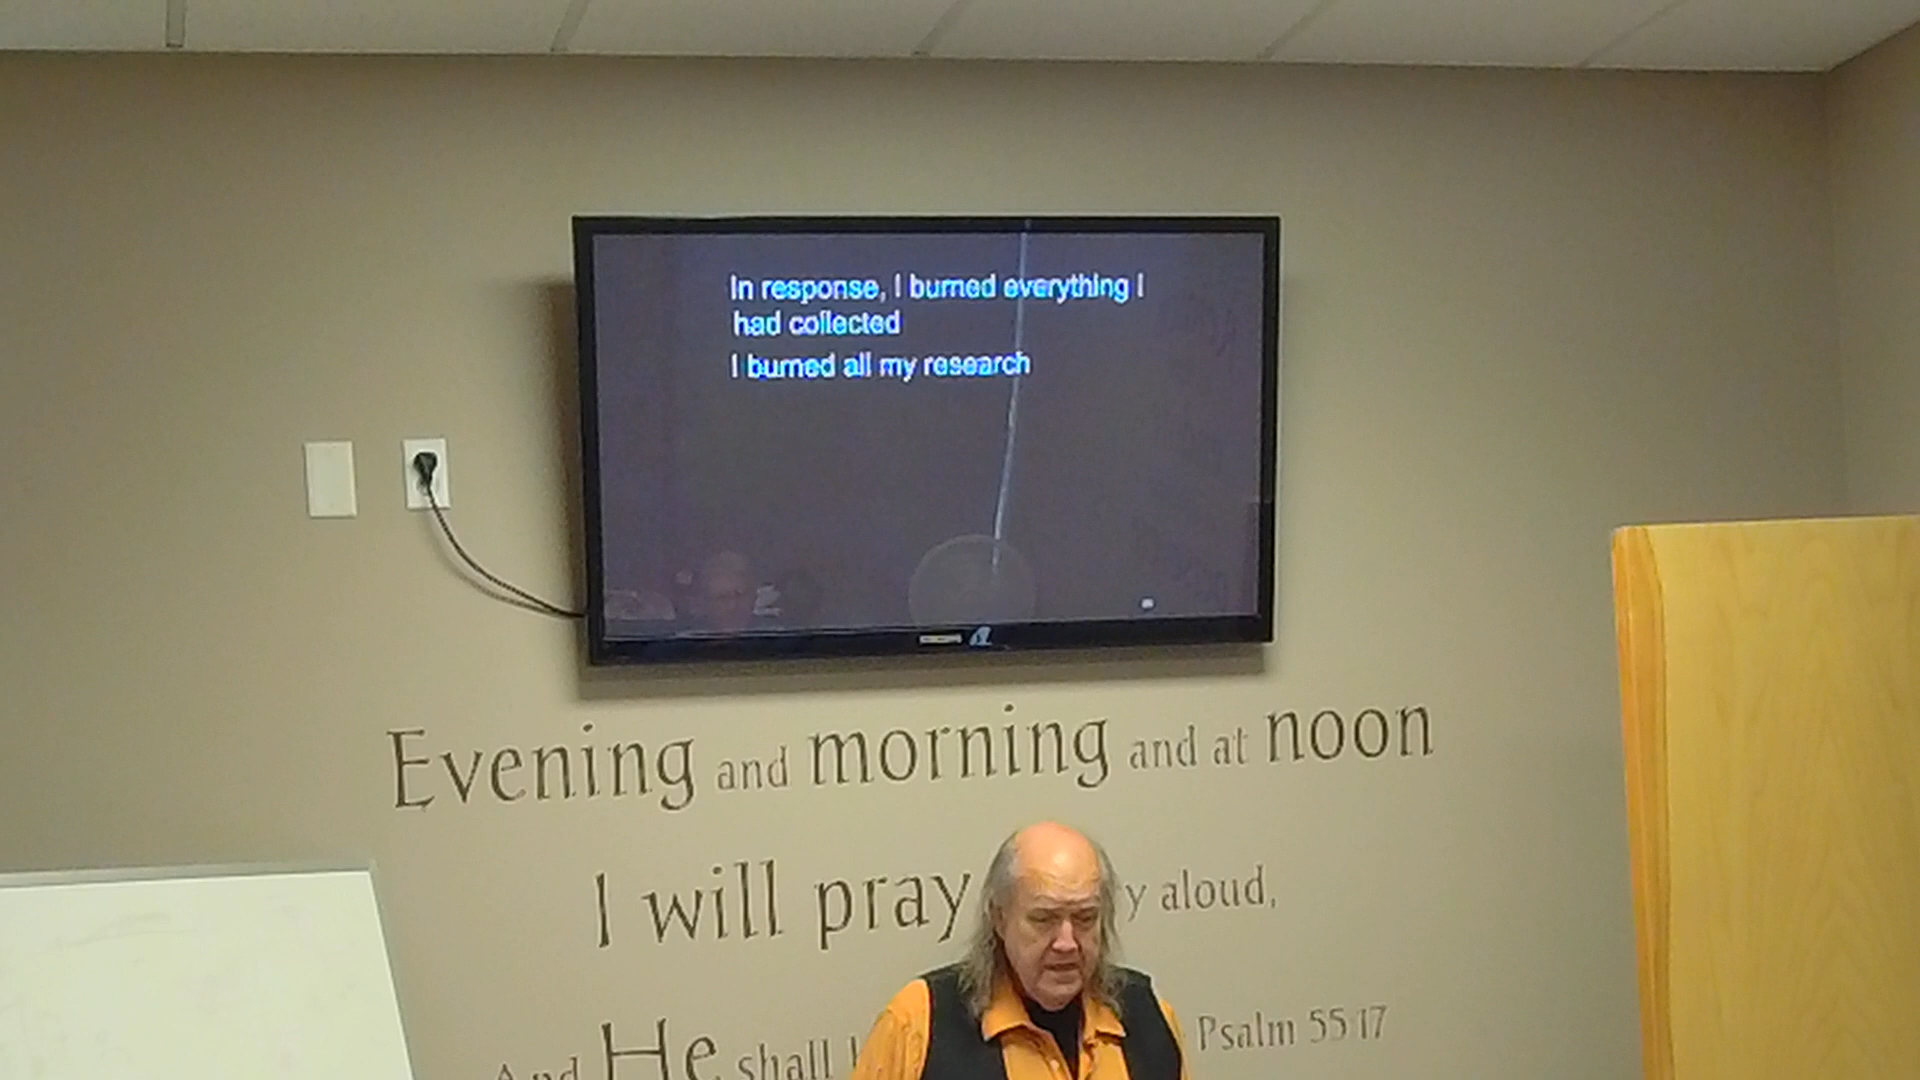 In response, I burned everything I
had collected
I burned all my research
Evening and morning and at noon
I will pray y aloud,
And He shall
Psalm 55 17